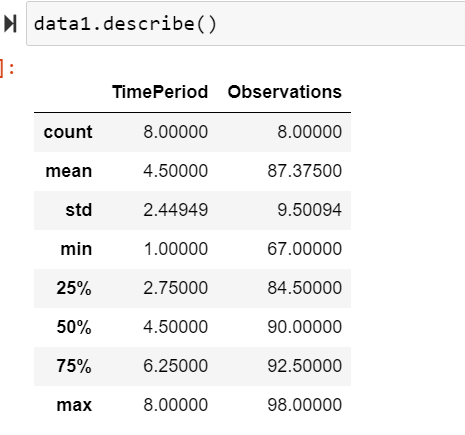 data1.describe()
]:
TimePeriod Observations
count 8.00000 8.00000
mean 4.50000 87.37500
std 2.44949 9.50094
min 1.00000 67.00000
25% 2.75000 84.50000
50% 4.50000 90.00000
75% 6.25000 92.50000
max 8.00000 98.00000